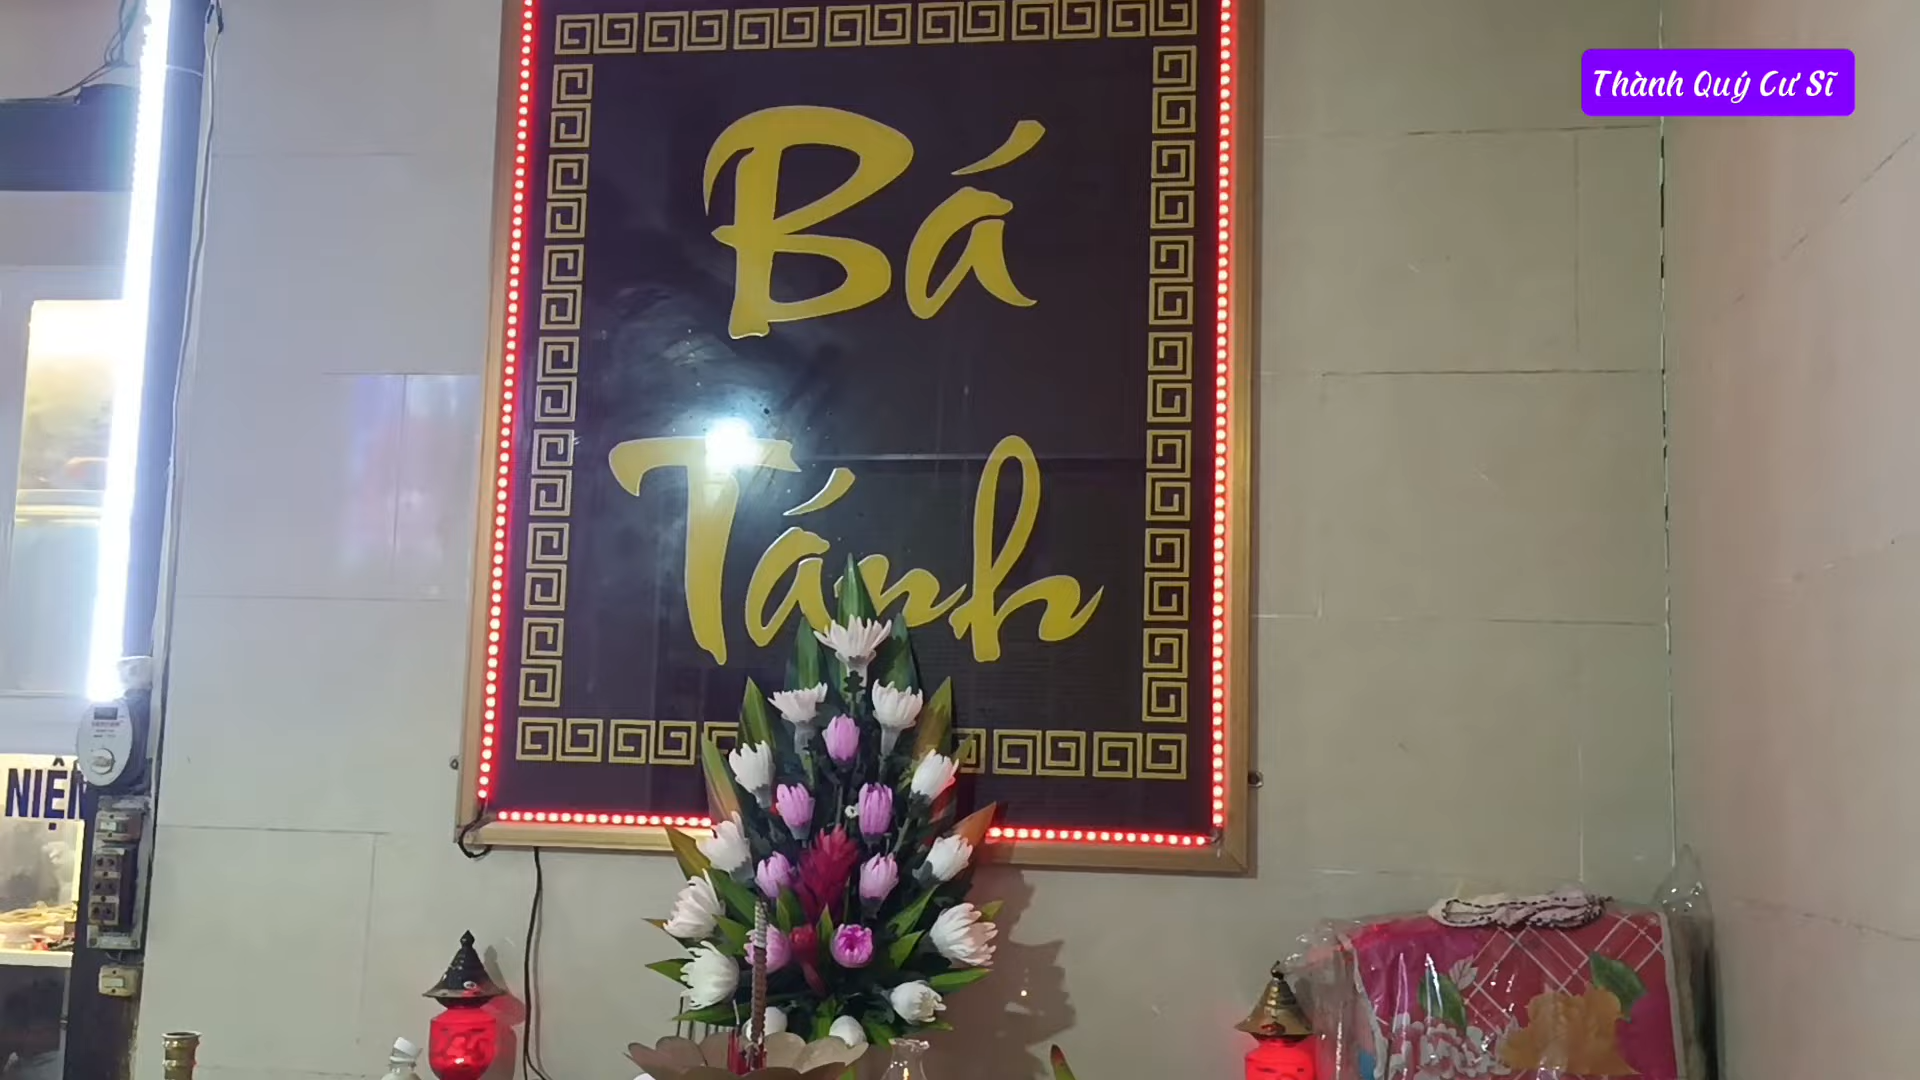 Thành Quý Cư Sĩ
Bá
Tánh
NIỆM